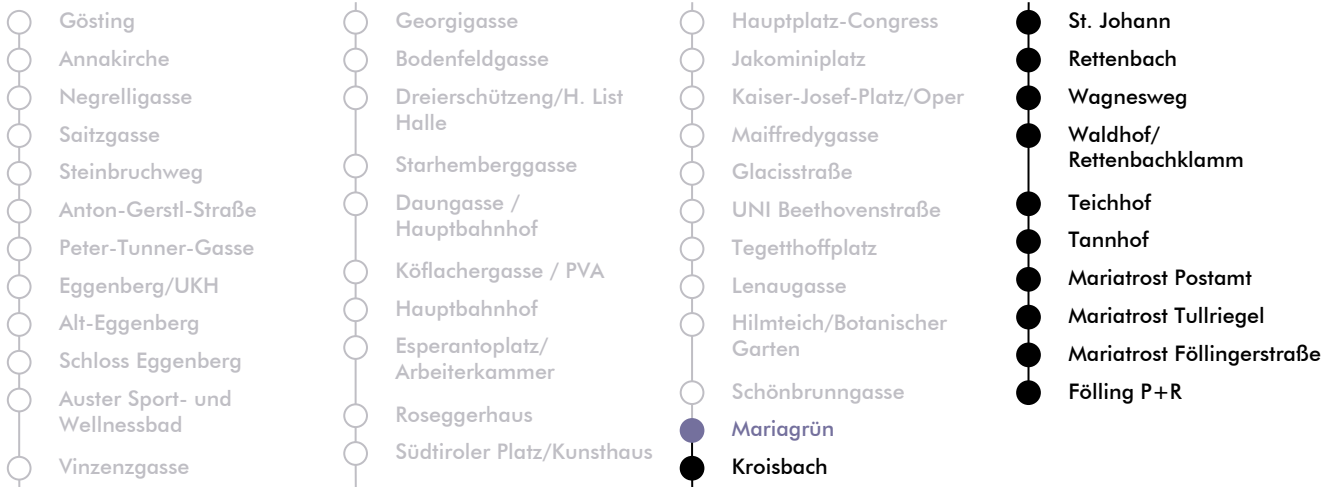 Gösting
Annakirche
Negrelligasse
Saitzgasse
Steinbruchweg
Anton-Gerstl-Straße
Peter-Tunner-Gasse
Eggenberg/UKH
Alt-Eggenberg
Schloss Eggenberg
Auster Sport- und
Wellnessbad
Vinzenzgasse
Georgigasse
Bodenfeldgasse
Dreierschützeng/H. List
Halle
Starhemberggasse
Daungasse /
Hauptbahnhof
Köflachergasse / PVA
Hauptbahnhof
Esperantoplatz/
Arbeiterkammer
Roseggerhaus
Südtiroler Platz/Kunsthaus
Hauptplatz-Congress
Jakominiplatz
Kaiser-Josef-Platz/Oper
Maiffredygasse
Glacisstraße
UNI Beethovenstraße
Tegetthoffplatz
Lenaugasse
Hilmteich/Botanischer
Garten
Schönbrunngasse
Mariagrün
Kroisbach
St. Johann
Rettenbach
Wagnesweg
Waldhof/
Rettenbachklamm
Teichhof
Tannhof
Mariatrost Postamt
Mariatrost Tullriegel
Mariatrost Föllingerstraße
Fölling P+R